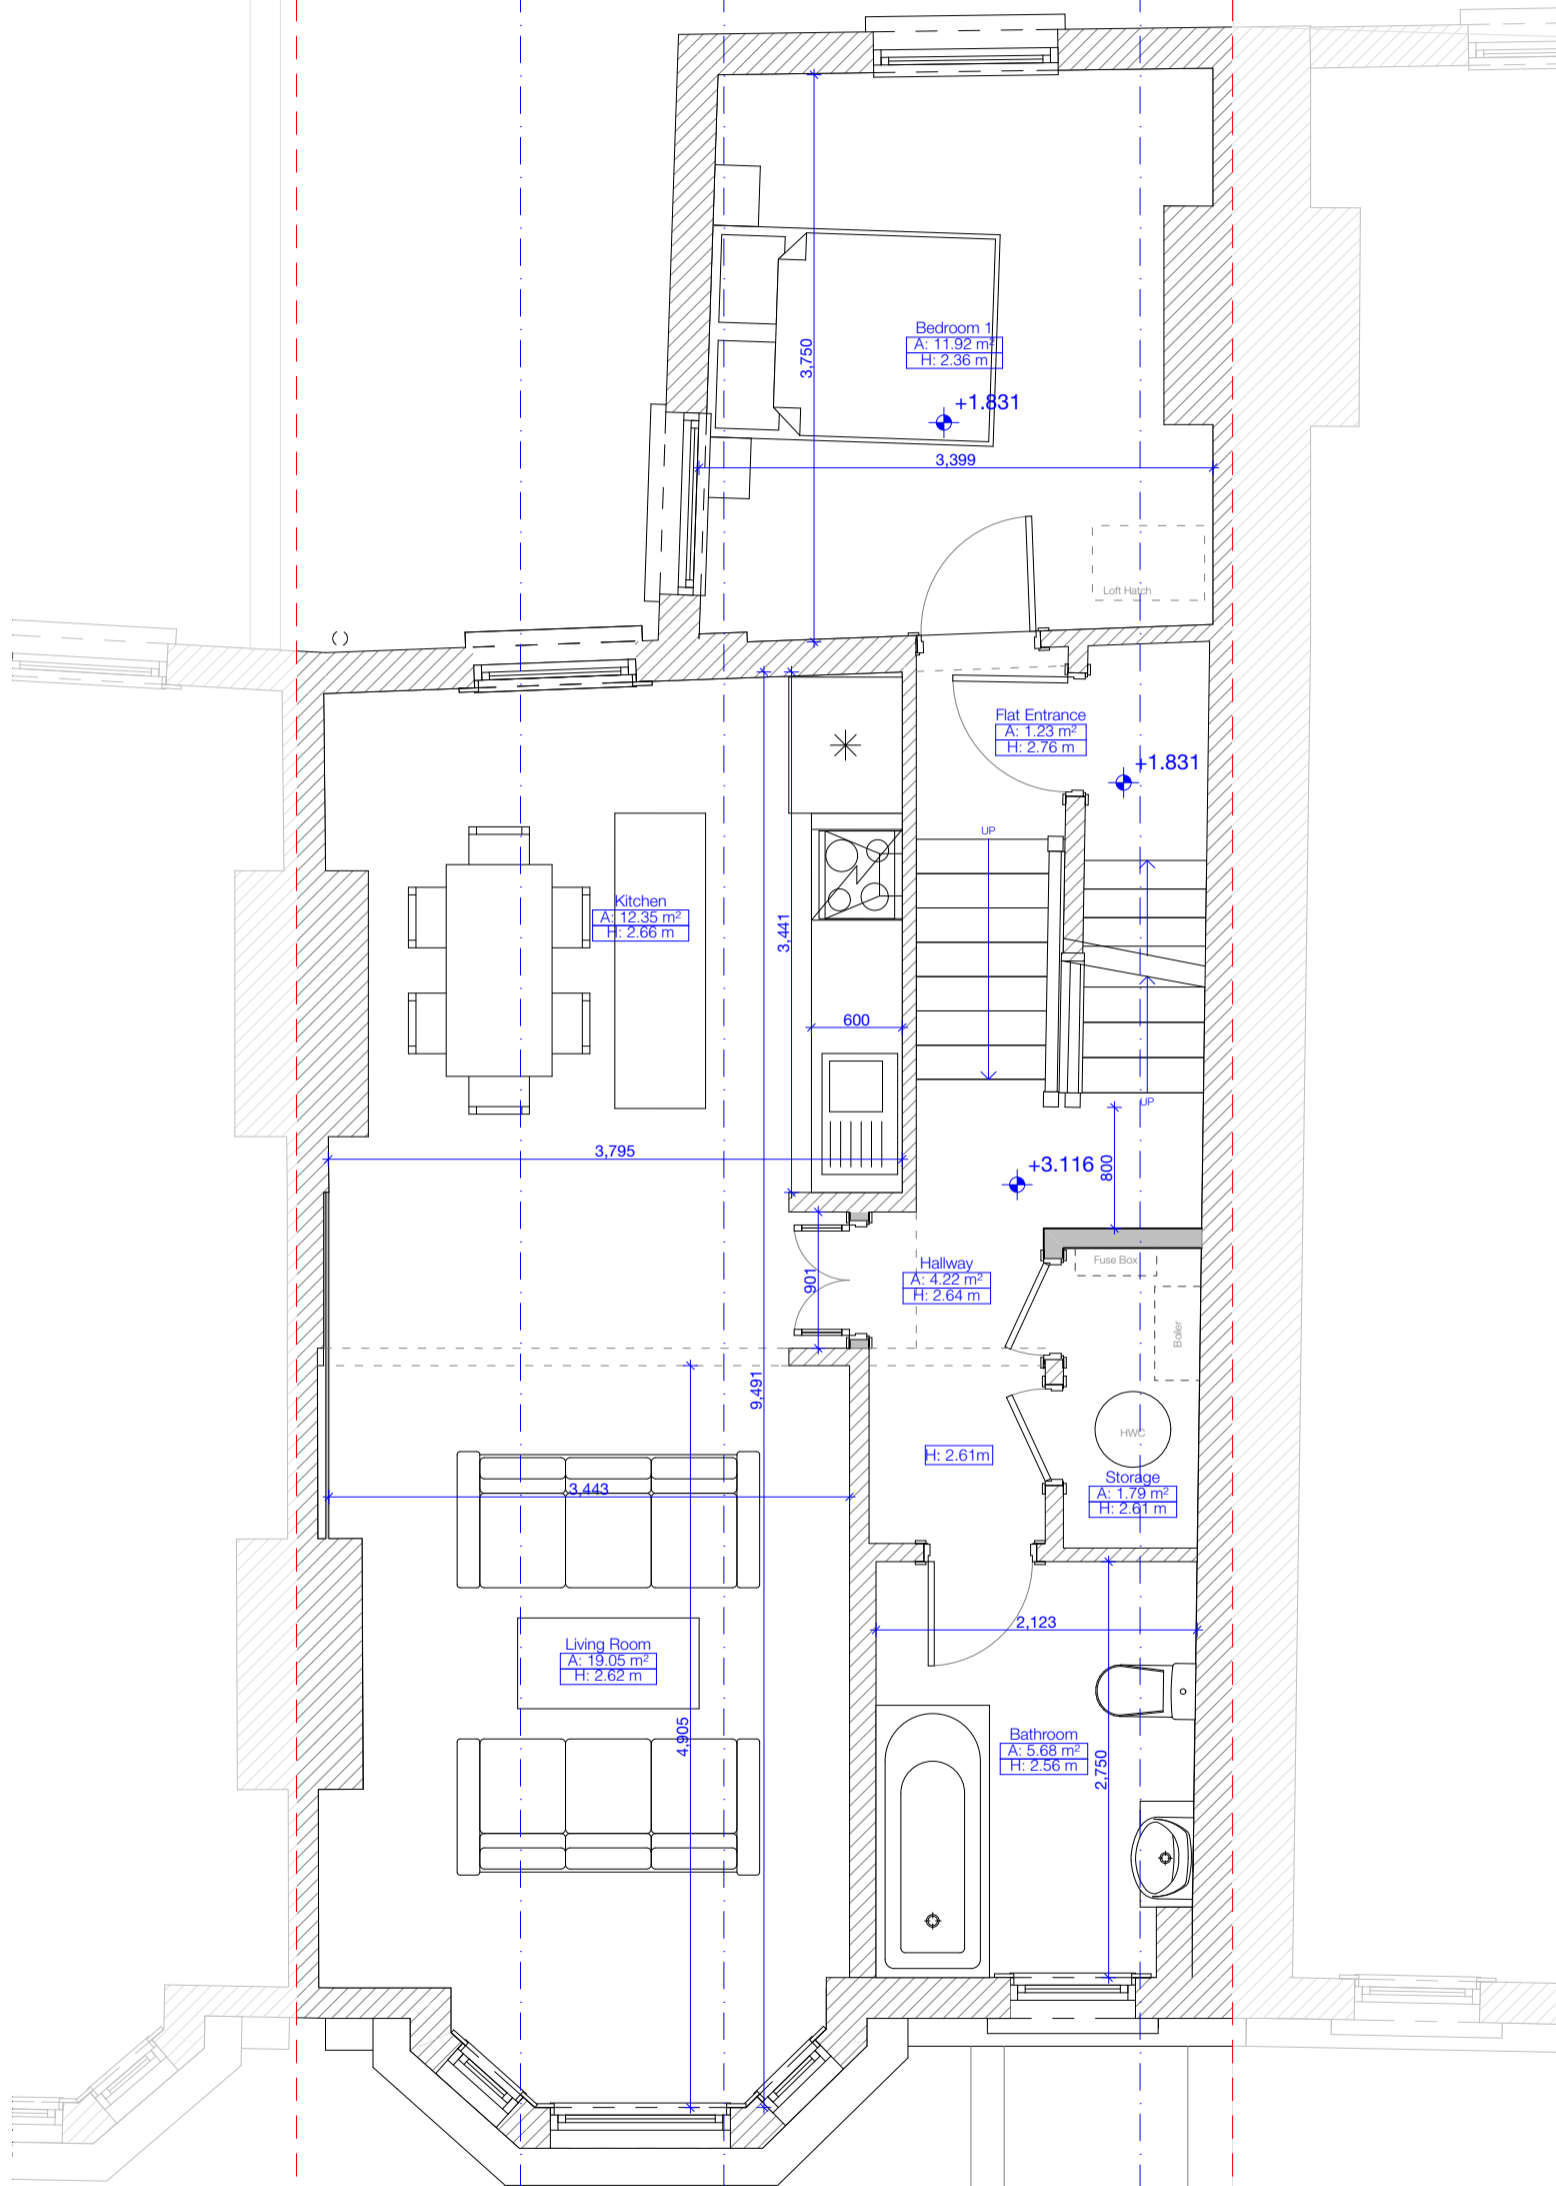 Bedroom 1
A: 11.92 m²
H: 2.36 m
3,750
+1.831
3,399
Loft Hatch
Flat Entrance
A: 1.23 m²
H: 2.76 m
+1.831
UP
Kitchen
A: 12.35 m²
H: 2.66 m
3,441
600
UP
3,795
+3.116
800
Hallway
A: 4.22 m²
H: 2.64 m
Fuse Box
901
Boiler
9,491
HWC
H: 2.61m
Storage
A: 1.79 m²
H: 2.61 m
3,443
2,123
Living Room
A: 19.05 m²
H: 2.62 m
4,905
Bathroom
A: 5.68 m²
H: 2.56 m
2,750